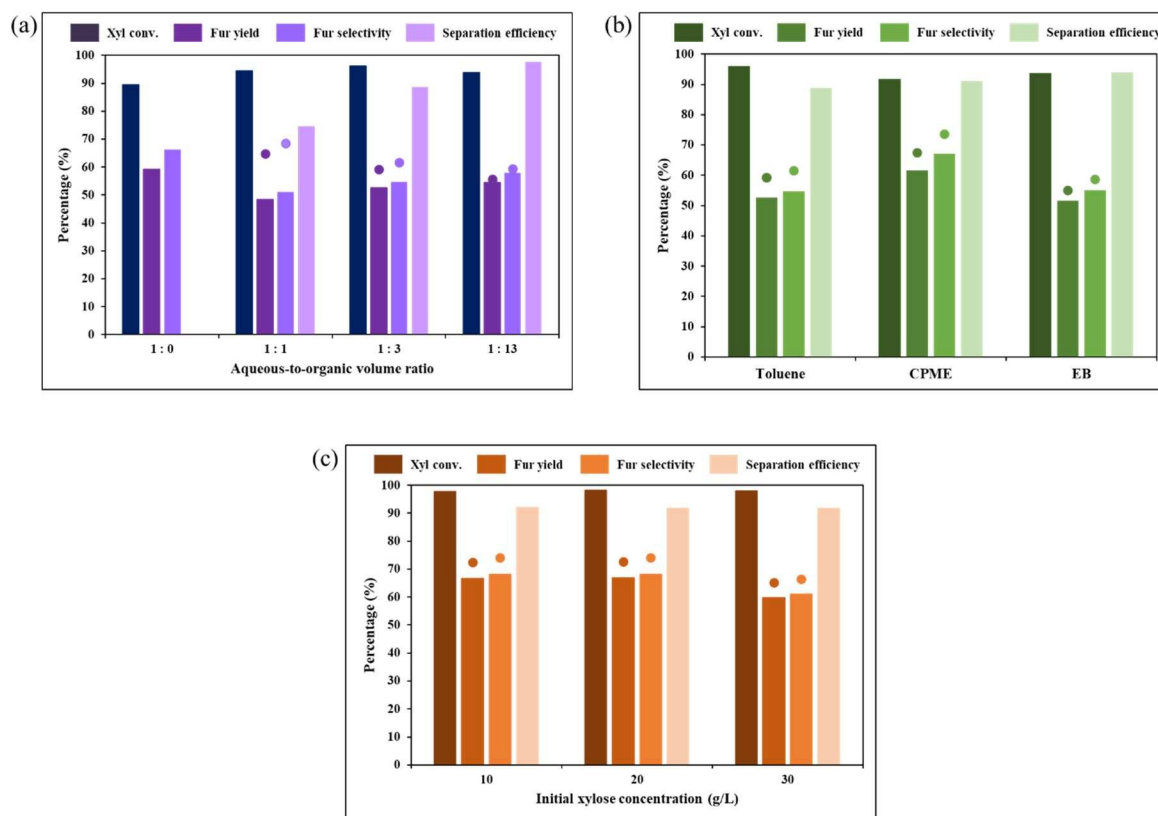 (a)
Xyl conv. Fur yield Fur selectivity Separation efficiency
100
90
80
70
60
50
40
30
20
10
0
Percentage (%)
1 : 0 1 : 1 1 : 3 1 : 13
Aqueous-to-organic volume ratio
(b)
Xyl conv. Fur yield Fur selectivity Separation efficiency
100
90
80
70
60
50
40
30
20
10
0
Percentage (%)
Toluene CPME EB
(c)
Xyl conv. Fur yield Fur selectivity Separation efficiency
100
90
80
70
60
50
40
30
20
10
0
Percentage (%)
10 20 30
Initial xylose concentration (g/L)